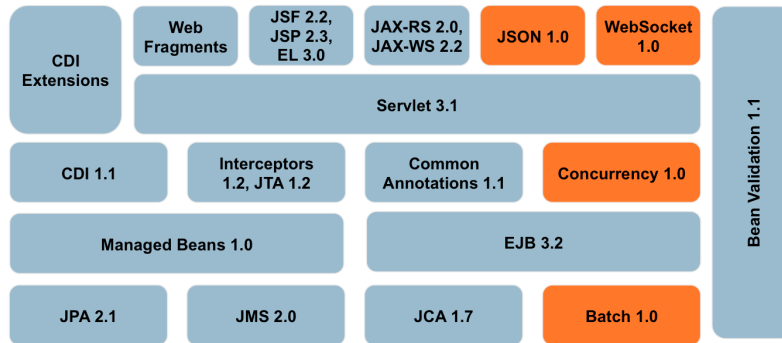 CDI
Extensions
Web
Fragments
JSF 2.2,
JSP 2.3,
EL 3.0
JAX-RS 2.0,
JAX-WS 2.2
JSON 1.0
WebSocket
1.0
Servlet 3.1
Bean Validation 1.1
CDI 1.1
Interceptors
1.2, JTA 1.2
Common
Annotations 1.1
Concurrency 1.0
Managed Beans 1.0
EJB 3.2
JPA 2.1
JMS 2.0
JCA 1.7
Batch 1.0